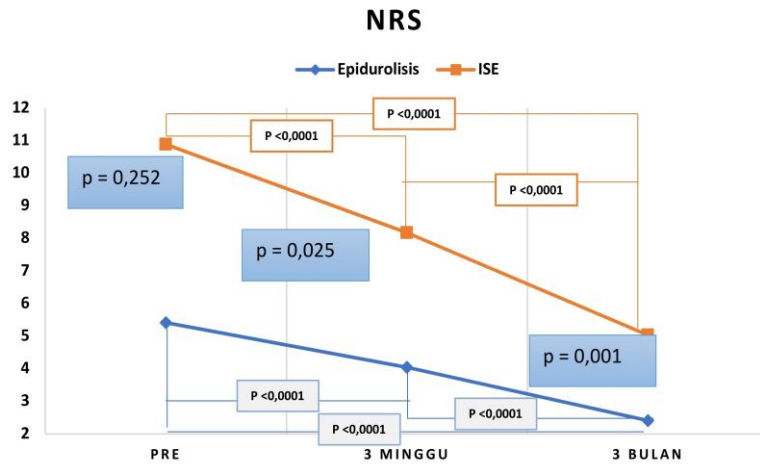 NRS
Epidurolisis ISE
12
P <0,0001
11
P <0,0001
10
p = 0,252
P <0,0001
9
8
p = 0,025
7
6
5
p = 0,001
4
3
P <0,0001
P <0,0001
P <0,0001
2
PRE 3 MINGGU 3 BULAN